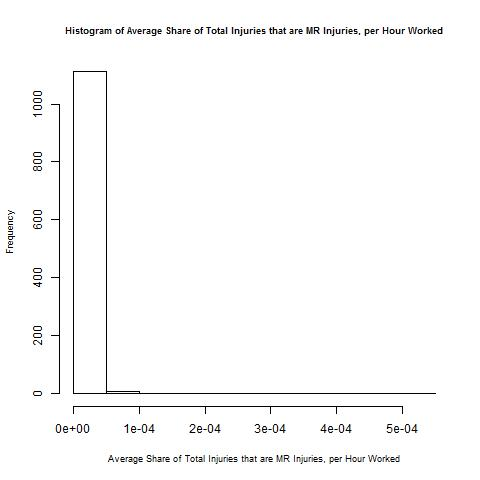 Histogram of Average Share of Total Injuries that are MR Injuries, per Hour Worked
Frequency
1000
800
600
400
200
0
0e+00 1e-04 2e-04 3e-04 4e-04 5e-04
Average Share of Total Injuries that are MR Injuries, per Hour Worked